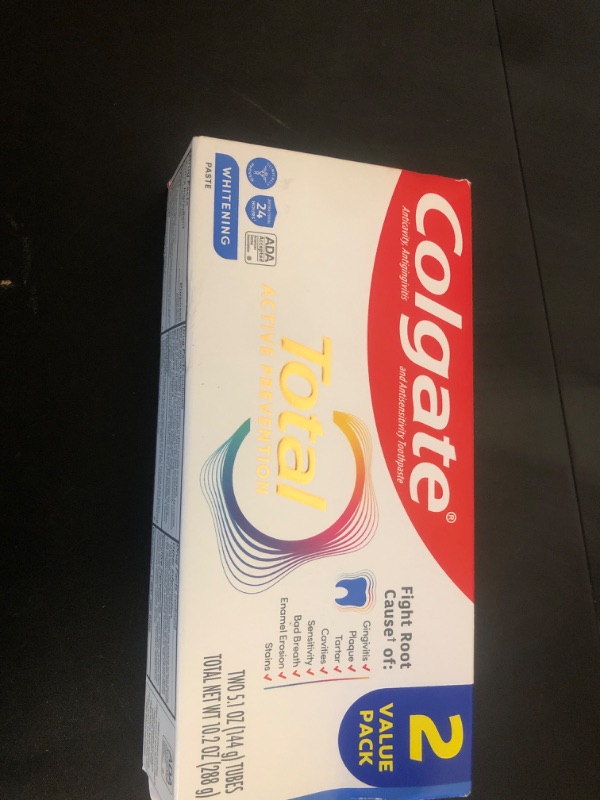 Colgate®
Anticavity, Antigingivitis and Antisensitivity Toothpaste
Total
ACTIVE PREVENTION
24
ADA
Accepted
WHITENING
PASTE
Fight Root
Cause† of:
Gingivitis ✓
Plaque ✓
Tartar ✓
Cavities ✓
Sensitivity ✓
Bad Breath ✓
Enamel Erosion ✓
Stains ✓
2
VALUE
PACK
TWO 5.1 OZ (144 g) TUBES
TOTAL NET WT 10.2 OZ (288 g)